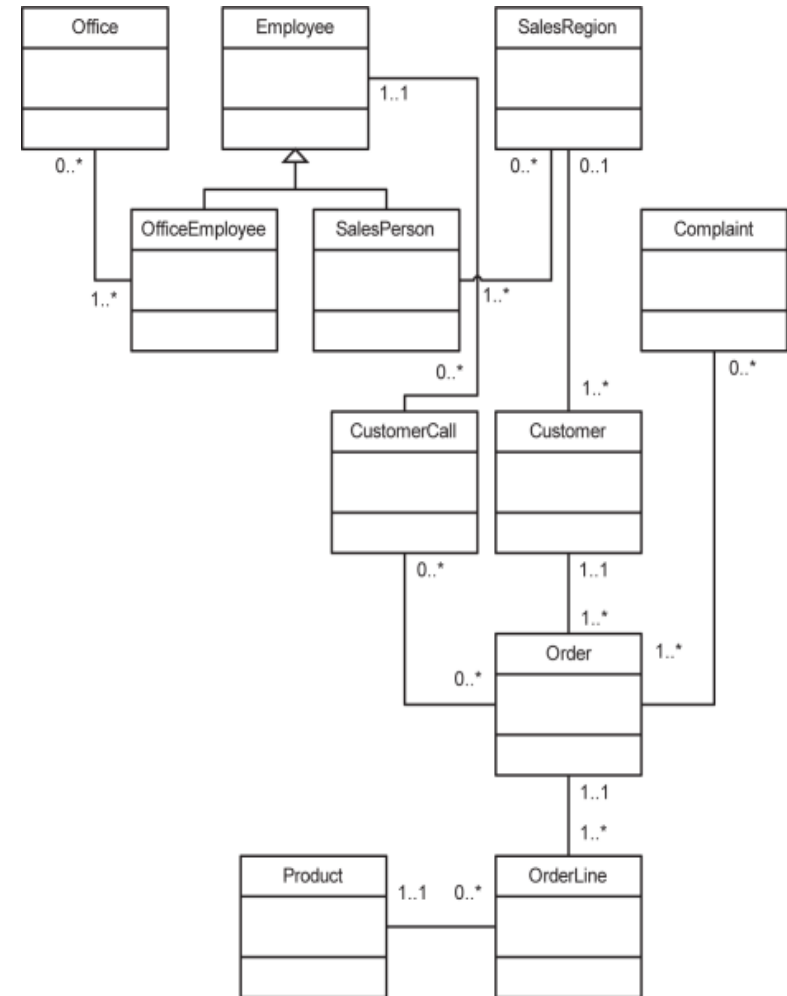 Office
Employee
SalesRegion
1..1
0..*
0..*
0..1
OfficeEmployee
SalesPerson
Complaint
1..*
1..*
0..*
0..*
1..*
CustomerCall
Customer
0..*
1..1
1..*
Order
1..*
0..*
1..1
1..*
Product
OrderLine
1..1
0..*